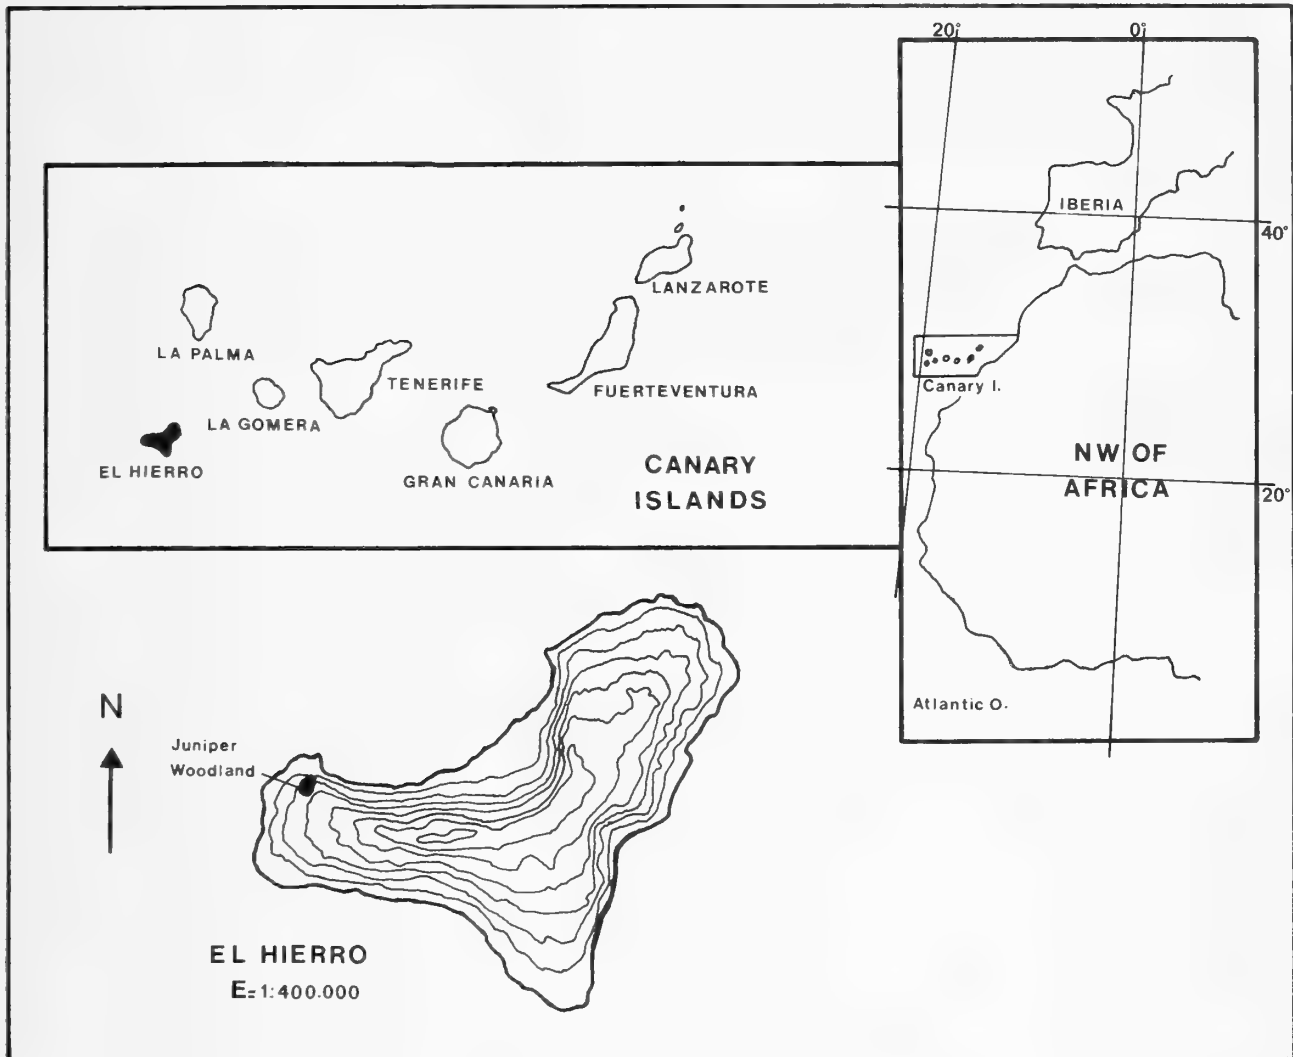 20°
0°
IBERIA
40°
LANZAROTE
LA PALMA
TENERIFE
FUERTEVENTURA
Canary I.
LA GOMERA
EL HIERRO
GRAN CANARIA
CANARY
ISLANDS
NW OF
AFRICA
20°
Atlantic O.
N
Juniper
Woodland
EL HIERRO
E=1:400.000